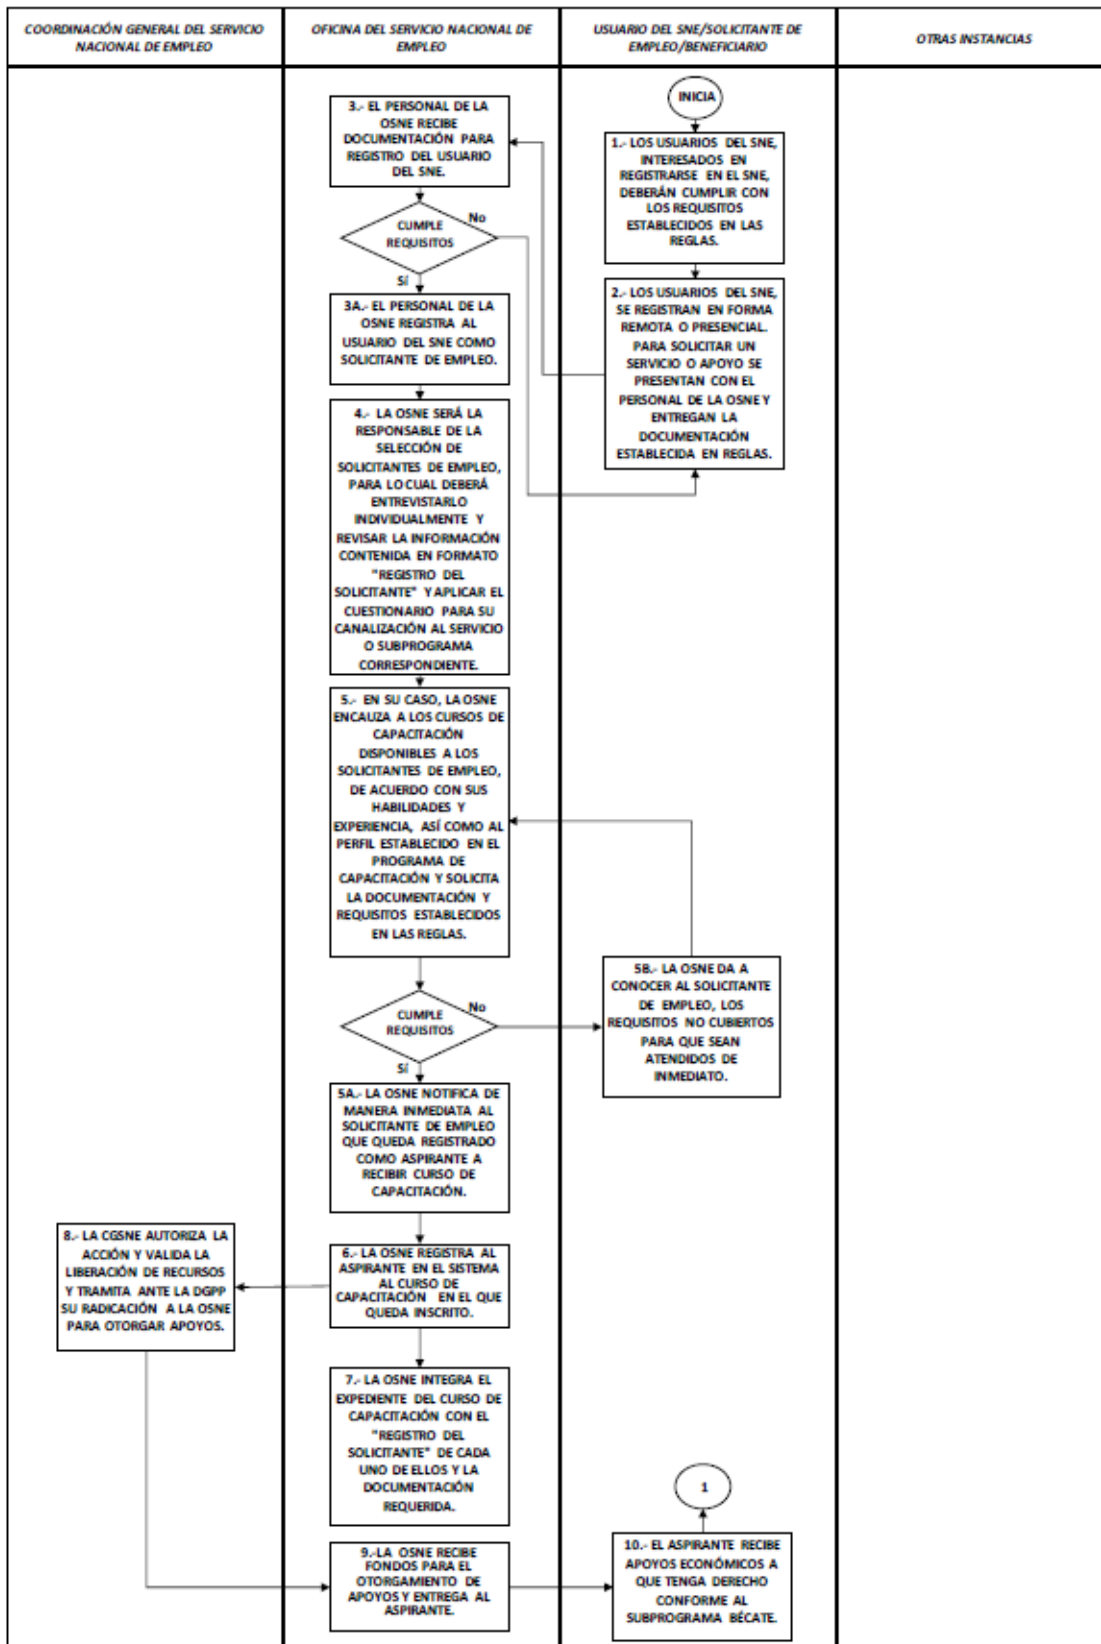 COORDINACIÓN GENERAL DEL SERVICIO
NACIONAL DE EMPLEO
OFICINA DEL SERVICIO NACIONAL DE
EMPLEO
USUARIO DEL SNE/SOLICITANTE DE
EMPLEO/BENEFICIARIO
OTRAS INSTANCIAS
INICIA
1.- LOS USUARIOS DEL SNE,
INTERESADOS EN
REGISTRARSE EN EL SNE,
DEBERÁN CUMPLIR CON
LOS REQUISITOS
ESTABLECIDOS EN LAS
REGLAS.
2.- LOS USUARIOS DEL SNE,
SE REGISTRAN EN FORMA
REMOTA O PRESENCIAL.
PARA SOLICITAR UN
SERVICIO O APOYO SE
PRESENTAN CON EL
PERSONAL DE LA OSNE Y
ENTREGAN LA
DOCUMENTACIÓN
ESTABLECIDA EN REGLAS.
3.- EL PERSONAL DE LA
OSNE RECIBE
DOCUMENTACIÓN PARA
REGISTRO DEL USUARIO
DEL SNE.
CUMPLE
REQUISITOS
No
Sí
3A.- EL PERSONAL DE LA
OSNE REGISTRA AL
USUARIO DEL SNE COMO
SOLICITANTE DE EMPLEO.
4.- LA OSNE SERÁ LA
RESPONSABLE DE LA
SELECCIÓN DE
SOLICITANTES DE EMPLEO,
PARA LO CUAL DEBERÁ
ENTREVISTARLO
INDIVIDUALMENTE Y
REVISAR LA INFORMACIÓN
CONTENIDA EN FORMATO
"REGISTRO DEL
SOLICITANTE" Y APLICAR EL
CUESTIONARIO PARA SU
CANALIZACIÓN AL SERVICIO
O SUBPROGRAMA
CORRESPONDIENTE.
5.- EN SU CASO, LA OSNE
ENCAUZA A LOS CURSOS DE
CAPACITACIÓN
DISPONIBLES A LOS
SOLICITANTES DE EMPLEO,
DE ACUERDO CON SUS
HABILIDADES Y
EXPERIENCIA, ASÍ COMO AL
PERFIL ESTABLECIDO EN EL
PROGRAMA DE
CAPACITACIÓN Y SOLICITA
LA DOCUMENTACIÓN Y
REQUISITOS ESTABLECIDOS
EN LAS REGLAS.
CUMPLE
REQUISITOS
No
Sí
5B.- LA OSNE DA A
CONOCER AL SOLICITANTE
DE EMPLEO, LOS
REQUISITOS NO CUBIERTOS
PARA QUE SEAN
ATENDIDOS DE
INMEDIATO.
5A.- LA OSNE NOTIFICA DE
MANERA INMEDIATA AL
SOLICITANTE DE EMPLEO
QUE QUEDA REGISTRADO
COMO ASPIRANTE A
RECIBIR CURSO DE
CAPACITACIÓN.
6.- LA OSNE REGISTRA AL
ASPIRANTE EN EL SISTEMA
AL CURSO DE
CAPACITACIÓN EN EL QUE
QUEDA INSCRITO.
8.- LA CGSNE AUTORIZA LA
ACCIÓN Y VALIDA LA
LIBERACIÓN DE RECURSOS
Y TRAMITA ANTE LA DGPP
SU RADICACIÓN A LA OSNE
PARA OTORGAR APOYOS.
7.- LA OSNE INTEGRA EL
EXPEDIENTE DEL CURSO DE
CAPACITACIÓN CON EL
"REGISTRO DEL
SOLICITANTE" DE CADA
UNO DE ELLOS Y LA
DOCUMENTACIÓN
REQUERIDA.
9.-LA OSNE RECIBE
FONDOS PARA EL
OTORGAMIENTO DE
APOYOS Y ENTREGA AL
ASPIRANTE.
10.- EL ASPIRANTE RECIBE
APOYOS ECONÓMICOS A
QUE TENGA DERECHO
CONFORME AL
SUBPROGRAMA BÉCATE.
1